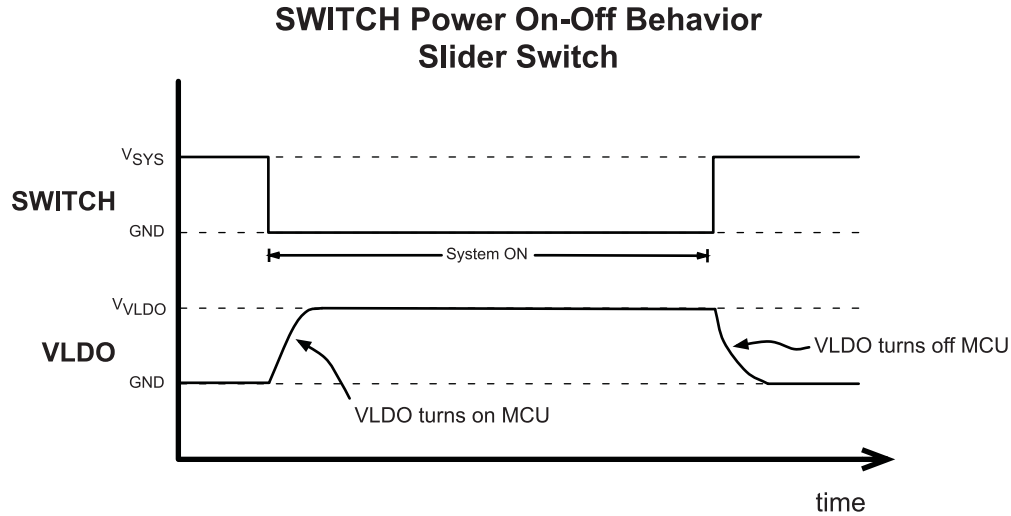 SWITCH Power On-Off Behavior
Slider Switch
VSYS
SWITCH
GND
System ON
VVLDO
VLDO
VLDO turns off MCU
GND
VLDO turns on MCU
time